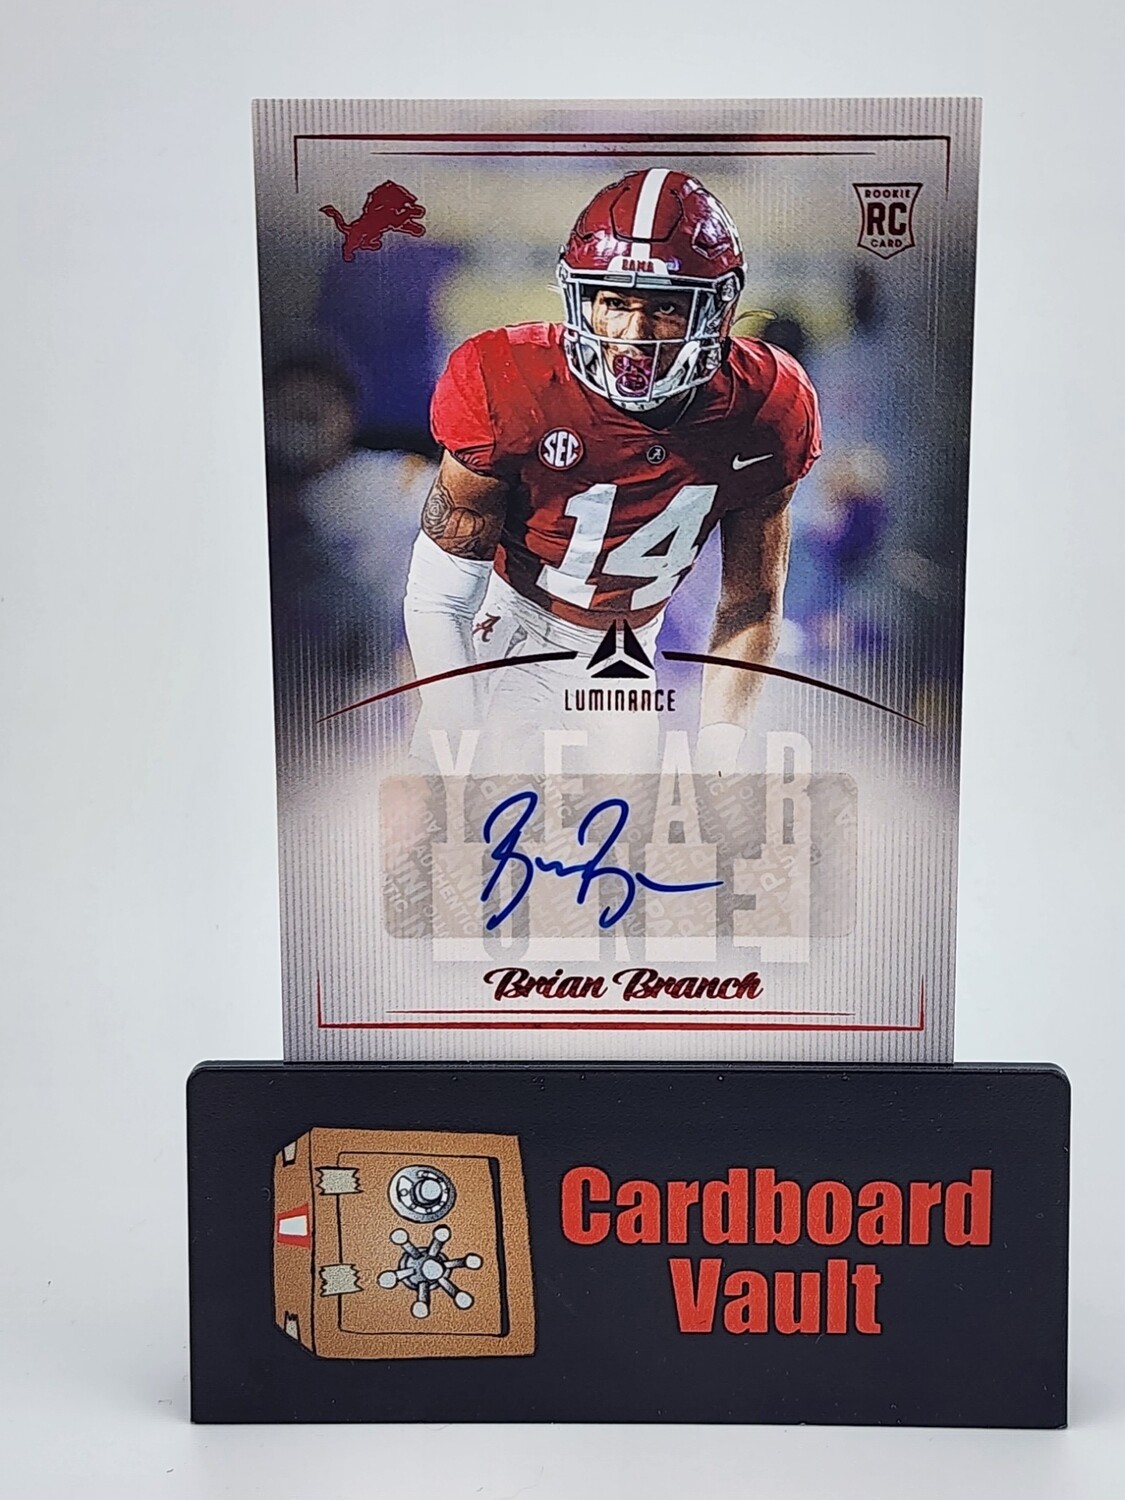 ROOKIE
RC
CARD
BAMA
SEC
A
14
A
LUMINANCE
YEAR
ONE
Brian Branch
Cardboard
Vault